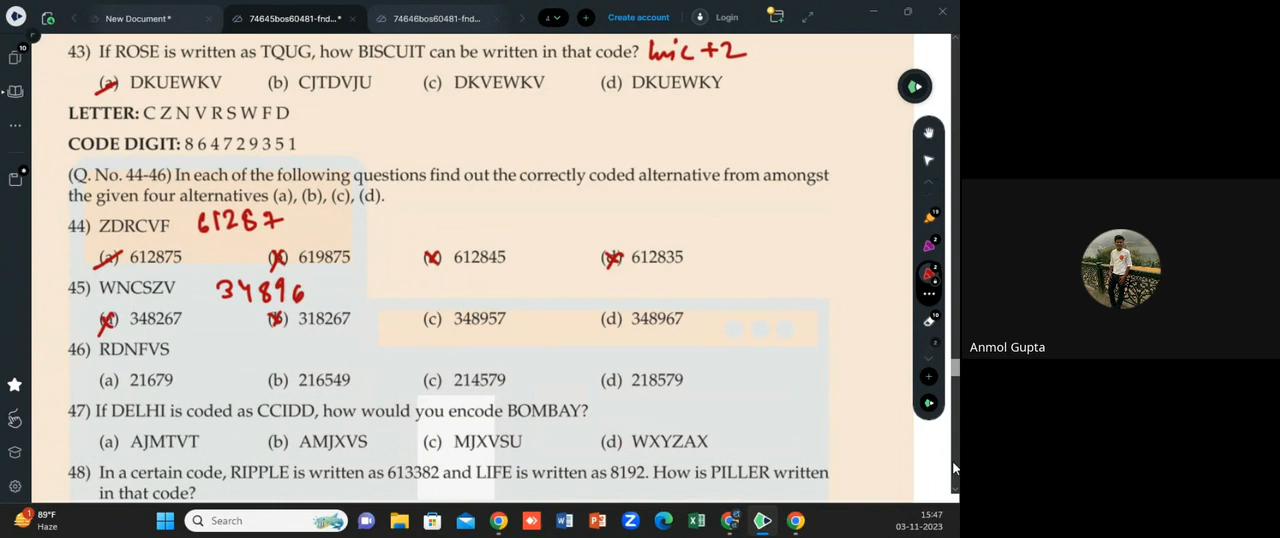 New Document *
74645bos60481-fnd...*
74646bos60481-fnd...
4
Create account
Login
43) If ROSE is written as TQUG, how BISCUIT can be written in that code?
+2
(a) DKUEWKV (b) CJTDVJU (c) DKVEWKV (d) DKUEWKY
LETTER: C Z N V R S W F D
CODE DIGIT: 8 6 4 7 2 9 3 5 1
(Q. No. 44-46) In each of the following questions find out the correctly coded alternative from amongst
the given four alternatives (a), (b), (c), (d).
44) ZDRCVF 61287
(a) 612875 (b) 619875 (c) 612845 (d) 612835
45) WNCSZV 34896
(a) 348267 (b) 318267 (c) 348957 (d) 348967
46) RDNFVS
(a) 21679 (b) 216549 (c) 214579 (d) 218579
47) If DELHI is coded as CCIDD, how would you encode BOMBAY?
(a) AJMTVT (b) AMJXVS (c) MJXVSU (d) WXYZAX
48) In a certain code, RIPPLE is written as 613382 and LIFE is written as 8192. How is PILLER written
in that code?
Anmol Gupta
89°F
Haze
Search
15:47
03-11-2023